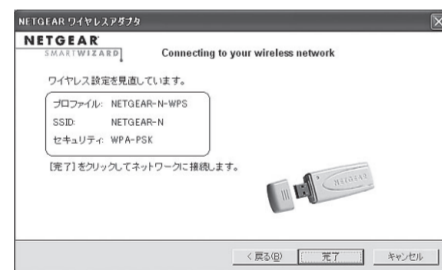 NETGEAR ワイヤレスアダプタ
NETGEAR
SMARTWIZARD
Connecting to your wireless network
ワイヤレス設定を見直しています。
プロファイル: NETGEAR-N-WPS
SSID: NETGEAR-N
セキュリティ: WPA-PSK
[完了]をクリックしてネットワークに接続します。
NETGEAR
< 戻る(B)
完了
キャンセル